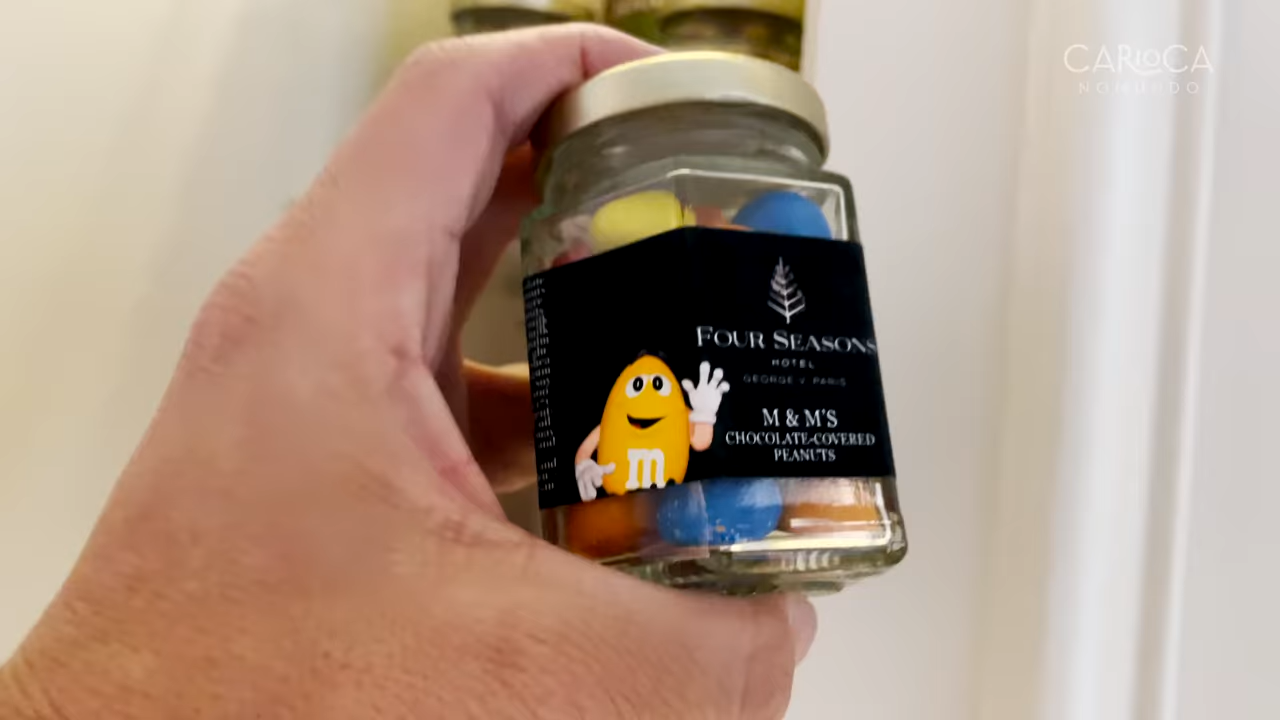 CARIOCA
NO MUNDO
FOUR SEASONS
HOTEL
GEORGE V PARIS
M & M'S
CHOCOLATE-COVERED
PEANUTS
m